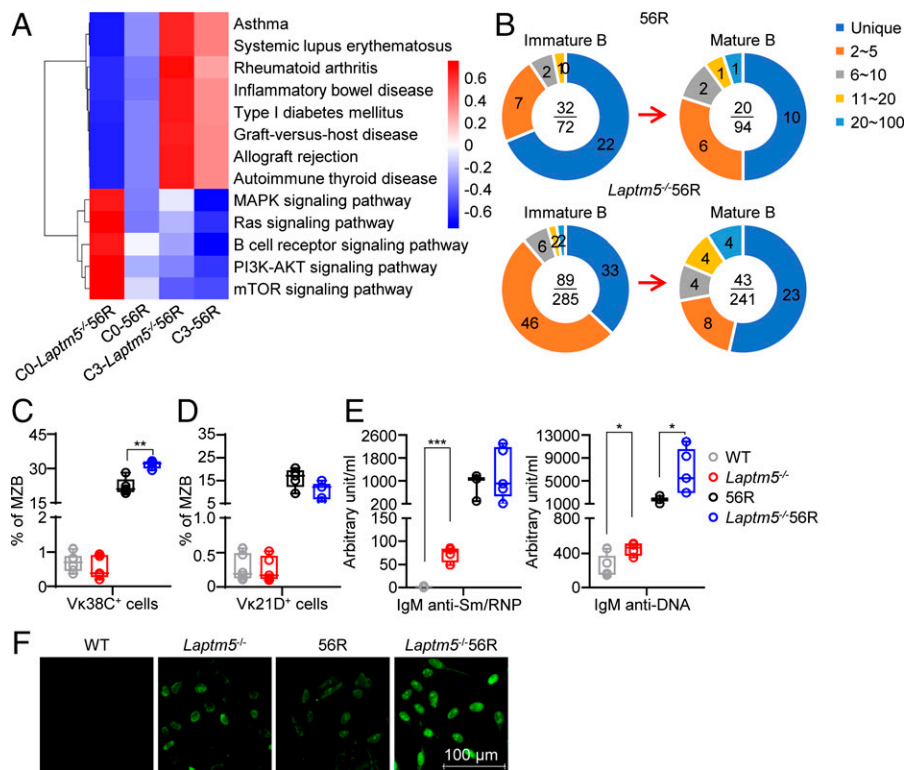 A
Asthma
Systemic lupus erythematosus
Rheumatoid arthritis
Inflammatory bowel disease
Type I diabetes mellitus
Graft-versus-host disease
Allograft rejection
Autoimmune thyroid disease
MAPK signaling pathway
Ras signaling pathway
B cell receptor signaling pathway
PI3K-AKT signaling pathway
mTOR signaling pathway
0.6
0.4
0.2
0
-0.2
-0.4
-0.6
C0-Laptm5-/-56R
C0-56R
C3-Laptm5-/-56R
C3-56R
B
56R
Immature B
Mature B
2
1
0
7
32
72
22
2
1
1
6
20
94
10
Unique
2~5
6~10
11~20
20~100
Laptm5-/-56R
Immature B
Mature B
6
2
2
33
89
285
46
4
4
4
8
43
241
23
C
% of MZB
45
30
15
2
1
0
**
Vκ38C+ cells
D
% of MZB
45
30
15
1.0
0.5
0.0
Vκ21D+ cells
E
Arbitrary unit/ml
2600
1300
200
150
100
50
0
***
IgM anti-Sm/RNP
Arbitrary unit/ml
13000
9000
5000
1000
800
400
0
*
*
IgM anti-DNA
WT
Laptm5-/-
56R
Laptm5-/-56R
F
WT
Laptm5-/-
56R
Laptm5-/-56R
100 µm